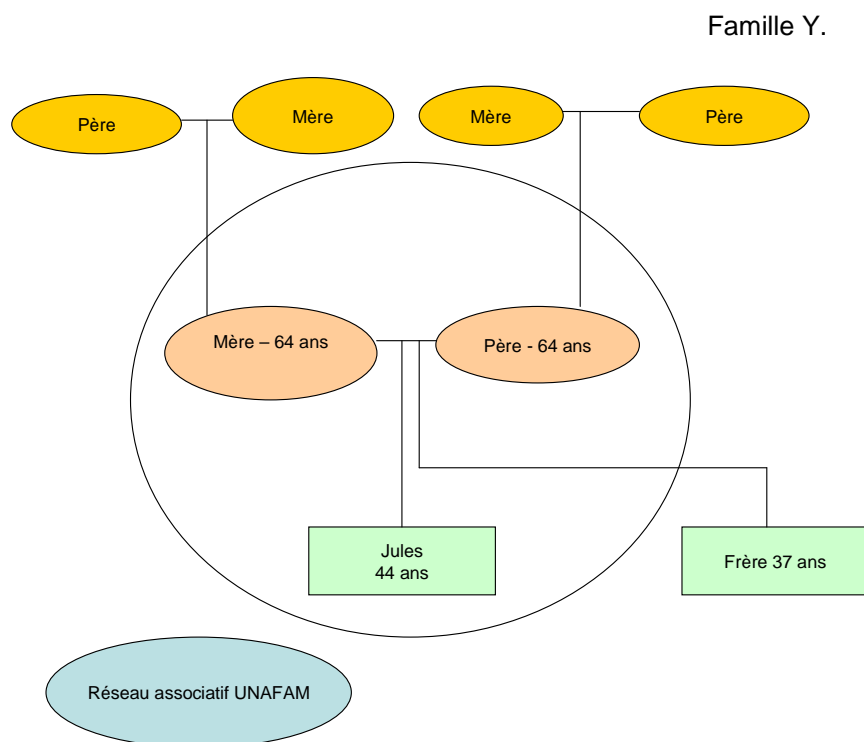 Famille Y.
Père
Mère
Mère
Père
Mère – 64 ans
Père - 64 ans
Jules
44 ans
Frère 37 ans
Réseau associatif UNAFAM